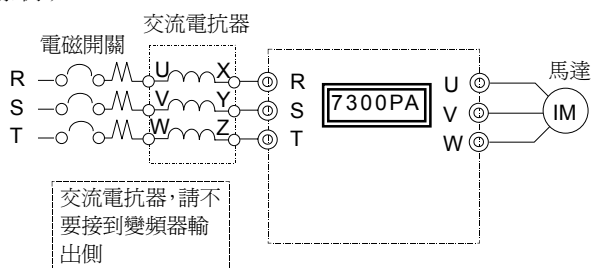 交流電抗器
電磁開關
馬達
R U X R U
S V Y S 7300PA V IM
T W Z T W
交流電抗器,請不
要接到變頻器輸
出側